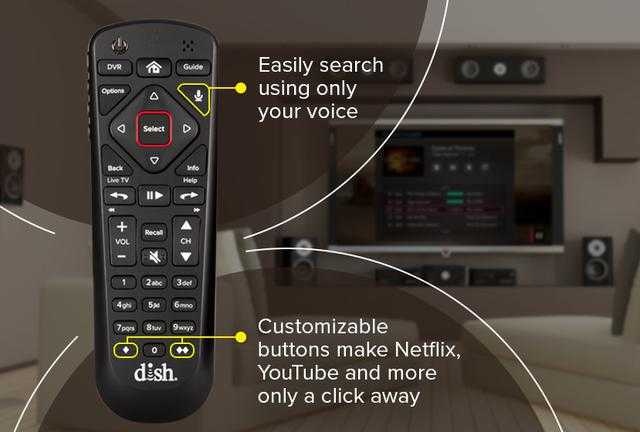 DVR
Guide
Options
Select
Back
Info
Live TV
Help
VOL
Recall
CH
1 2abc 3def
4ghi 5jkl 6mno
7pqrs 8tuv 9wxyz
0
dish.
Easily search
using only
your voice
Customizable
buttons make Netflix,
YouTube and more
only a click away